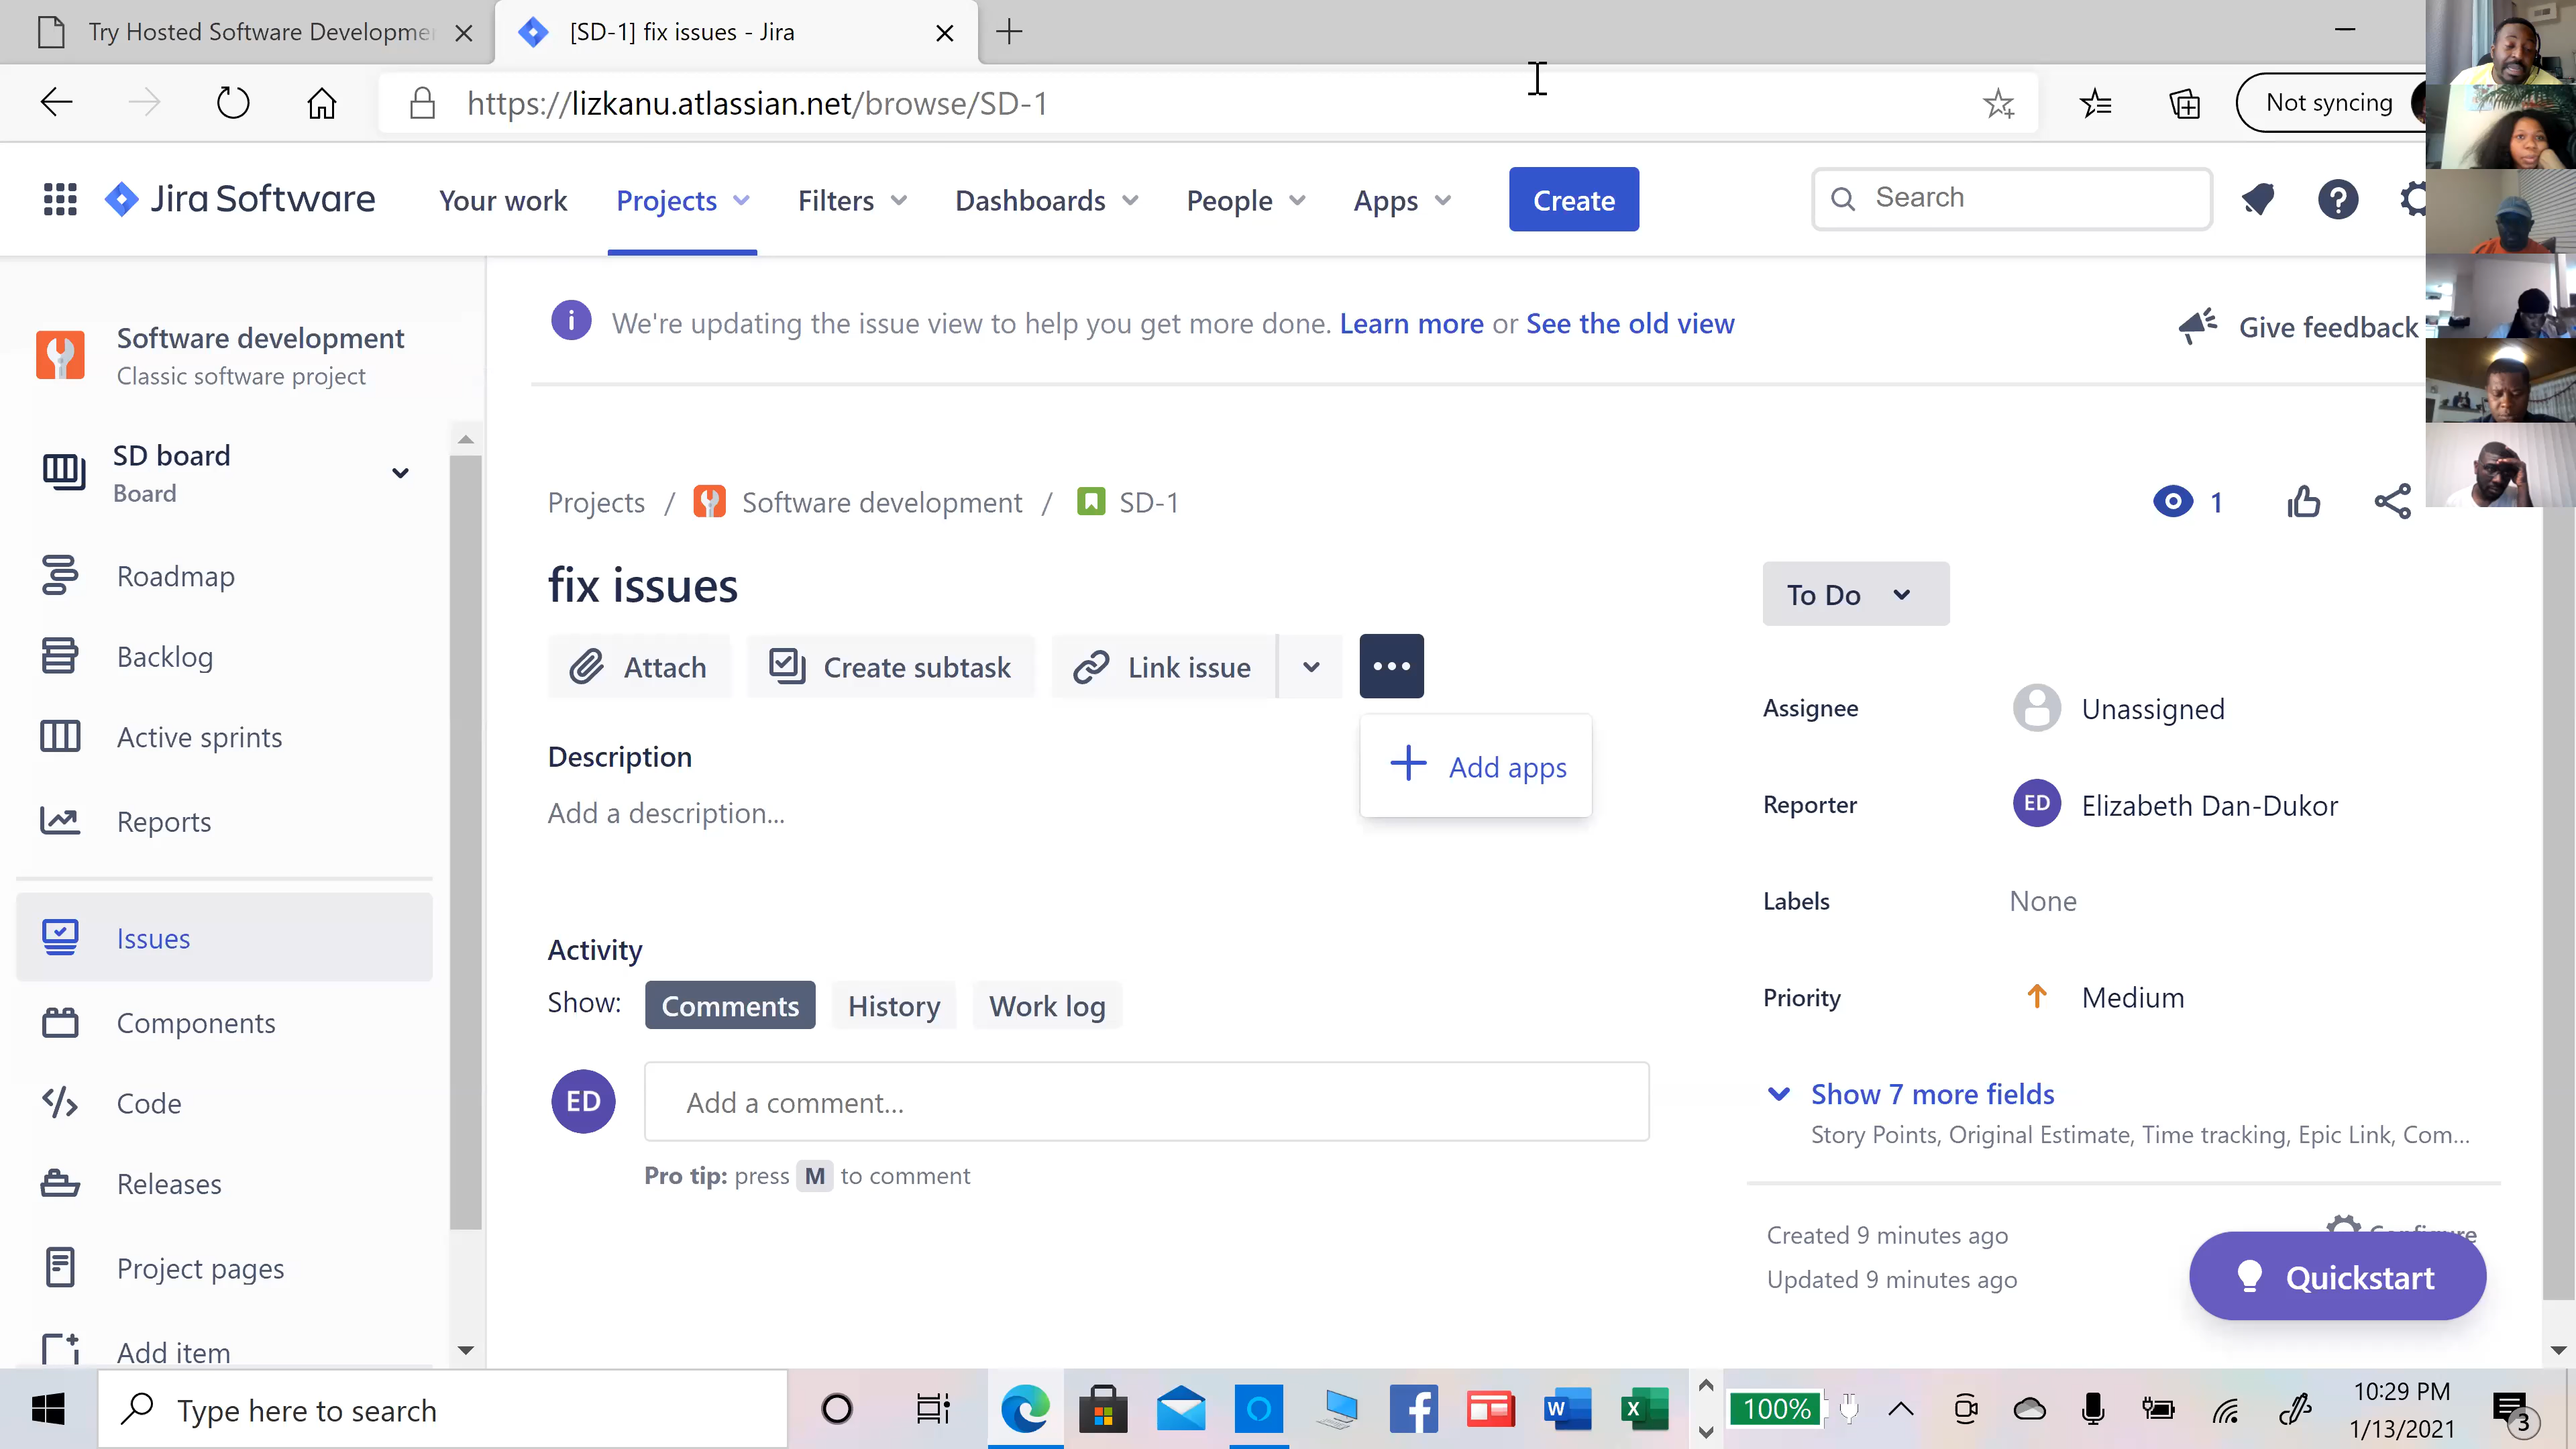 Try Hosted Software Developme
[SD-1] fix issues - Jira
https://lizkanu.atlassian.net/browse/SD-1
Not syncing
Jira Software
Your work
Projects
Filters
Dashboards
People
Apps
Create
Search
We're updating the issue view to help you get more done. Learn more or See the old view
Give feedback
Software development
Classic software project
SD board
Board
Roadmap
Backlog
Active sprints
Reports
Issues
Components
Code
Releases
Project pages
Add item
Projects / Software development / SD-1
1
fix issues
Attach
Create subtask
Link issue
Add apps
Description
Add a description...
Activity
Show:
Comments
History
Work log
ED
Add a comment...
Pro tip: press M to comment
To Do
Assignee
Unassigned
Reporter
ED
Elizabeth Dan-Dukor
Labels
None
Priority
Medium
Show 7 more fields
Story Points, Original Estimate, Time tracking, Epic Link, Com...
Created 9 minutes ago
Updated 9 minutes ago
Quickstart
Type here to search
100%
10:29 PM
1/13/2021
3